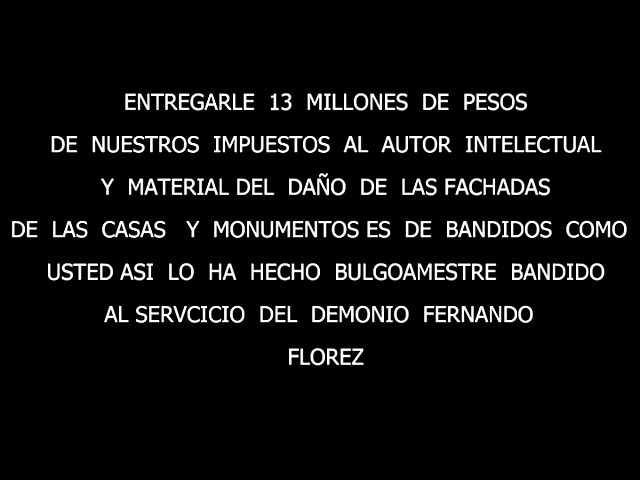 ENTREGARLE 13 MILLONES DE PESOS
DE NUESTROS IMPUESTOS AL AUTOR INTELECTUAL
Y MATERIAL DEL DAÑO DE LAS FACHADAS
DE LAS CASAS Y MONUMENTOS ES DE BANDIDOS COMO
USTED ASI LO HA HECHO BULGOAMESTRE BANDIDO
AL SERVCICIO DEL DEMONIO FERNANDO
FLOREZ